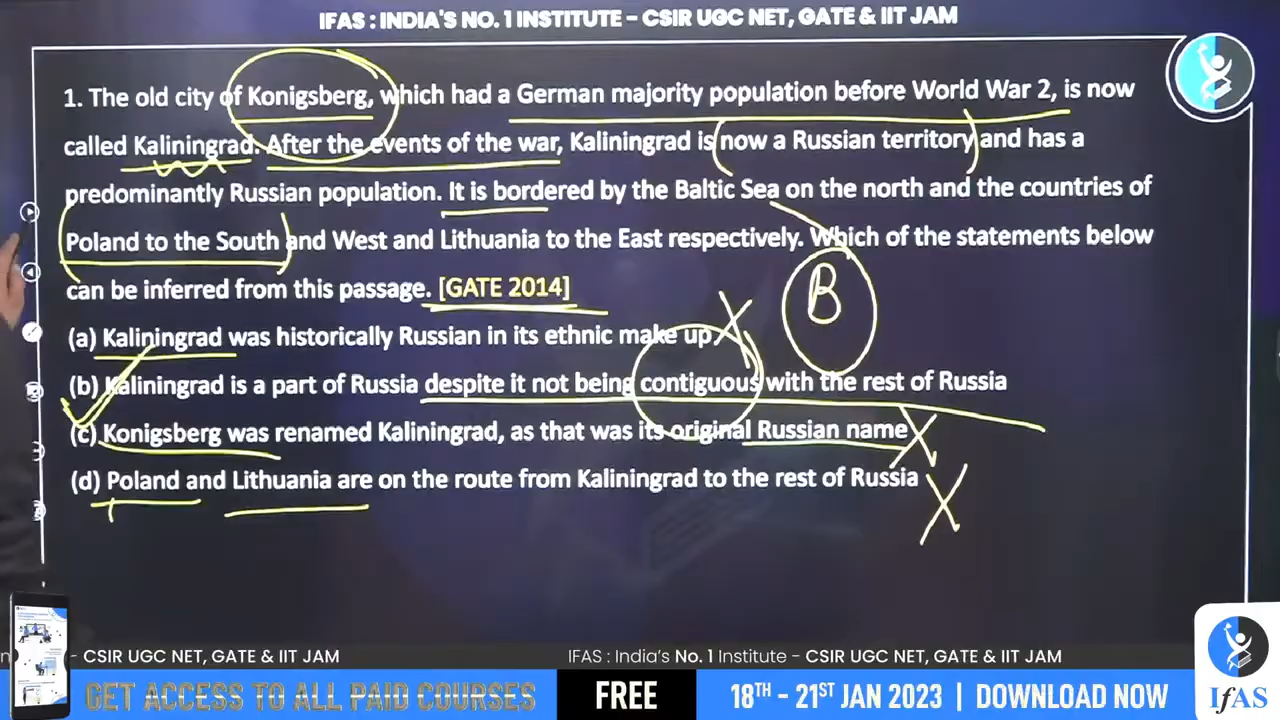 IFAS : INDIA'S NO. 1 INSTITUTE – CSIR UGC NET, GATE & IIT JAM
1. The old city of Konigsberg, which had a German majority population before World War 2, is now
called Kaliningrad. After the events of the war, Kaliningrad is now a Russian territory and has a
predominantly Russian population. It is bordered by the Baltic Sea on the north and the countries of
Poland to the South and West and Lithuania to the East respectively. Which of the statements below
can be inferred from this passage. [GATE 2014]
B
(a) Kaliningrad was historically Russian in its ethnic make up
(b) Kaliningrad is a part of Russia despite it not being contiguous with the rest of Russia
(c) Konigsberg was renamed Kaliningrad, as that was its original Russian name
(d) Poland and Lithuania are on the route from Kaliningrad to the rest of Russia
- CSIR UGC NET, GATE & IIT JAM
IFAS : India's No. 1 Institute – CSIR UGC NET, GATE & IIT JAM
GET ACCESS TO ALL PAID COURSES
FREE
18TH - 21ST JAN 2023 | DOWNLOAD NOW
IfAS